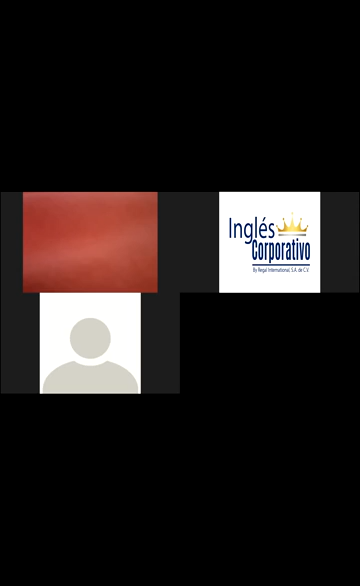 Inglés
Corporativo
By Regal International, S.A. de C.V.